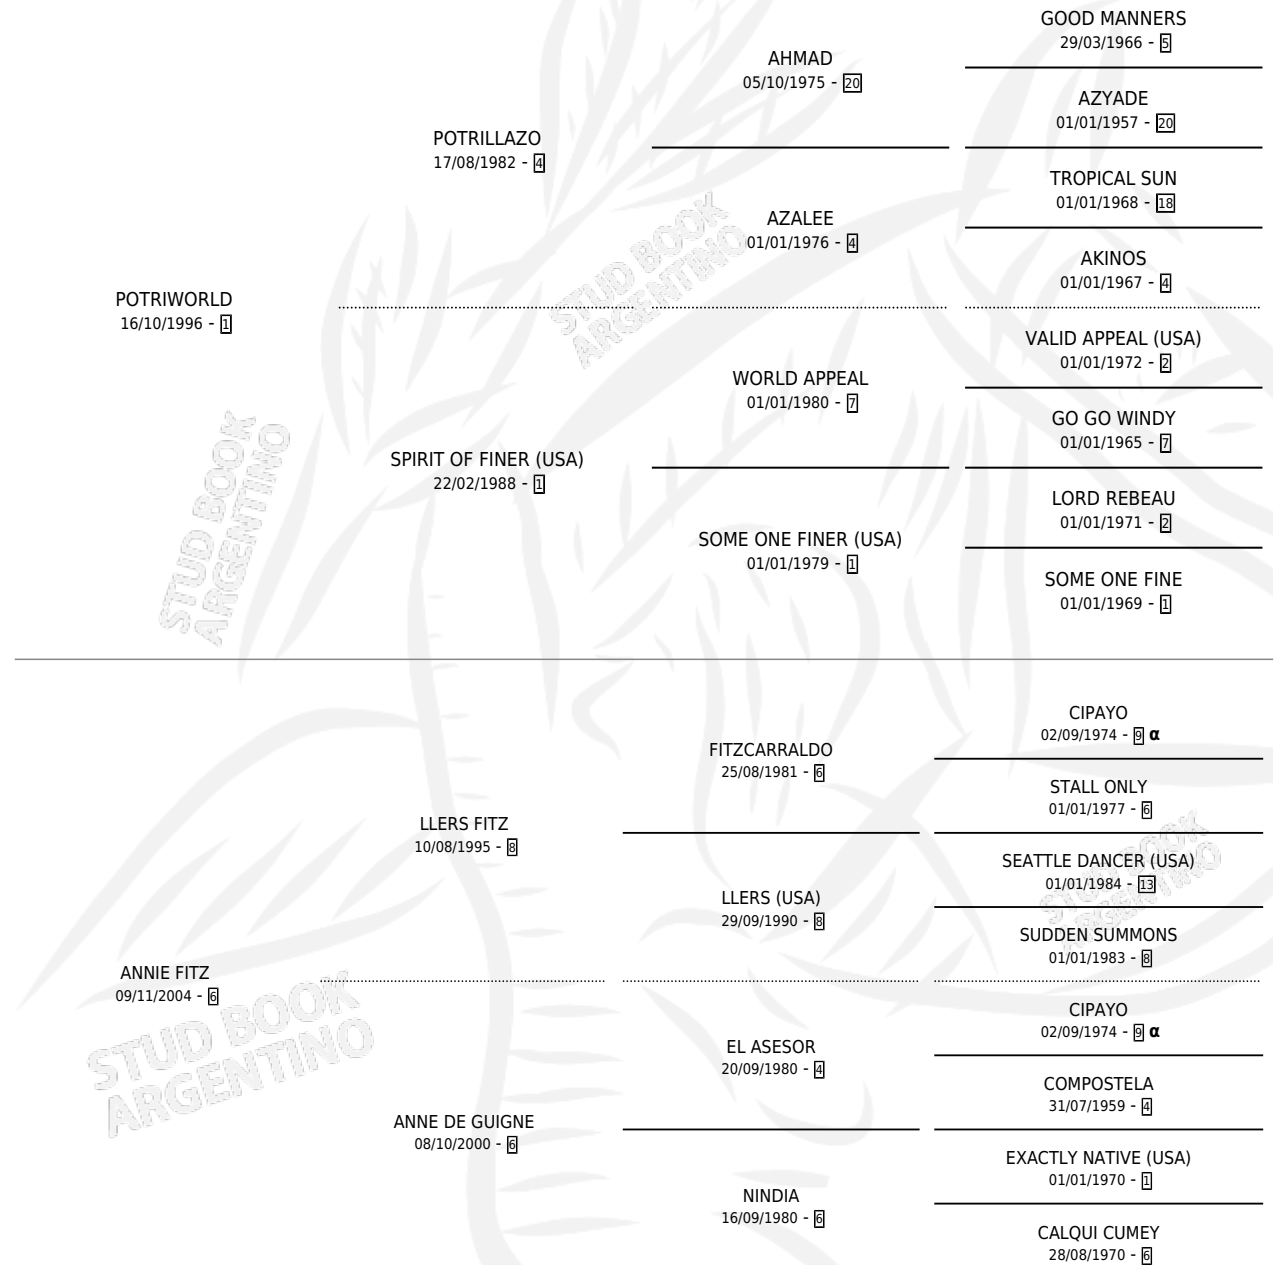 GOOD MANNERS
29/03/1966 - 5
AHMAD
05/10/1975 - 20
AZYADE
01/01/1957 - 20
POTRILLAZO
17/08/1982 - 4
TROPICAL SUN
01/01/1968 - 18
AZALEE
01/01/1976 - 4
AKINOS
01/01/1967 - 4
POTRIWORLD
16/10/1996 - 1
VALID APPEAL (USA)
01/01/1972 - 2
WORLD APPEAL
01/01/1980 - 7
GO GO WINDY
01/01/1965 - 7
SPIRIT OF FINER (USA)
22/02/1988 - 1
LORD REBEAU
01/01/1971 - 2
SOME ONE FINER (USA)
01/01/1979 - 1
SOME ONE FINE
01/01/1969 - 1
CIPAYO
02/09/1974 - 9 α
FITZCARRALDO
25/08/1981 - 6
STALL ONLY
01/01/1977 - 6
LLERS FITZ
10/08/1995 - 8
SEATTLE DANCER (USA)
01/01/1984 - 13
LLERS (USA)
29/09/1990 - 8
SUDDEN SUMMONS
01/01/1983 - 8
ANNIE FITZ
09/11/2004 - 6
CIPAYO
02/09/1974 - 9 α
EL ASESOR
20/09/1980 - 4
COMPOSTELA
31/07/1959 - 4
ANNE DE GUIGNE
08/10/2000 - 6
EXACTLY NATIVE (USA)
01/01/1970 - 1
NINDIA
16/09/1980 - 6
CALQUI CUMEY
28/08/1970 - 6
STUD BOOK
ARGENTINO
STUD BOOK
ARGENTINO
STUD BOOK
ARGENTINO
STUD BOOK
ARGENTINO